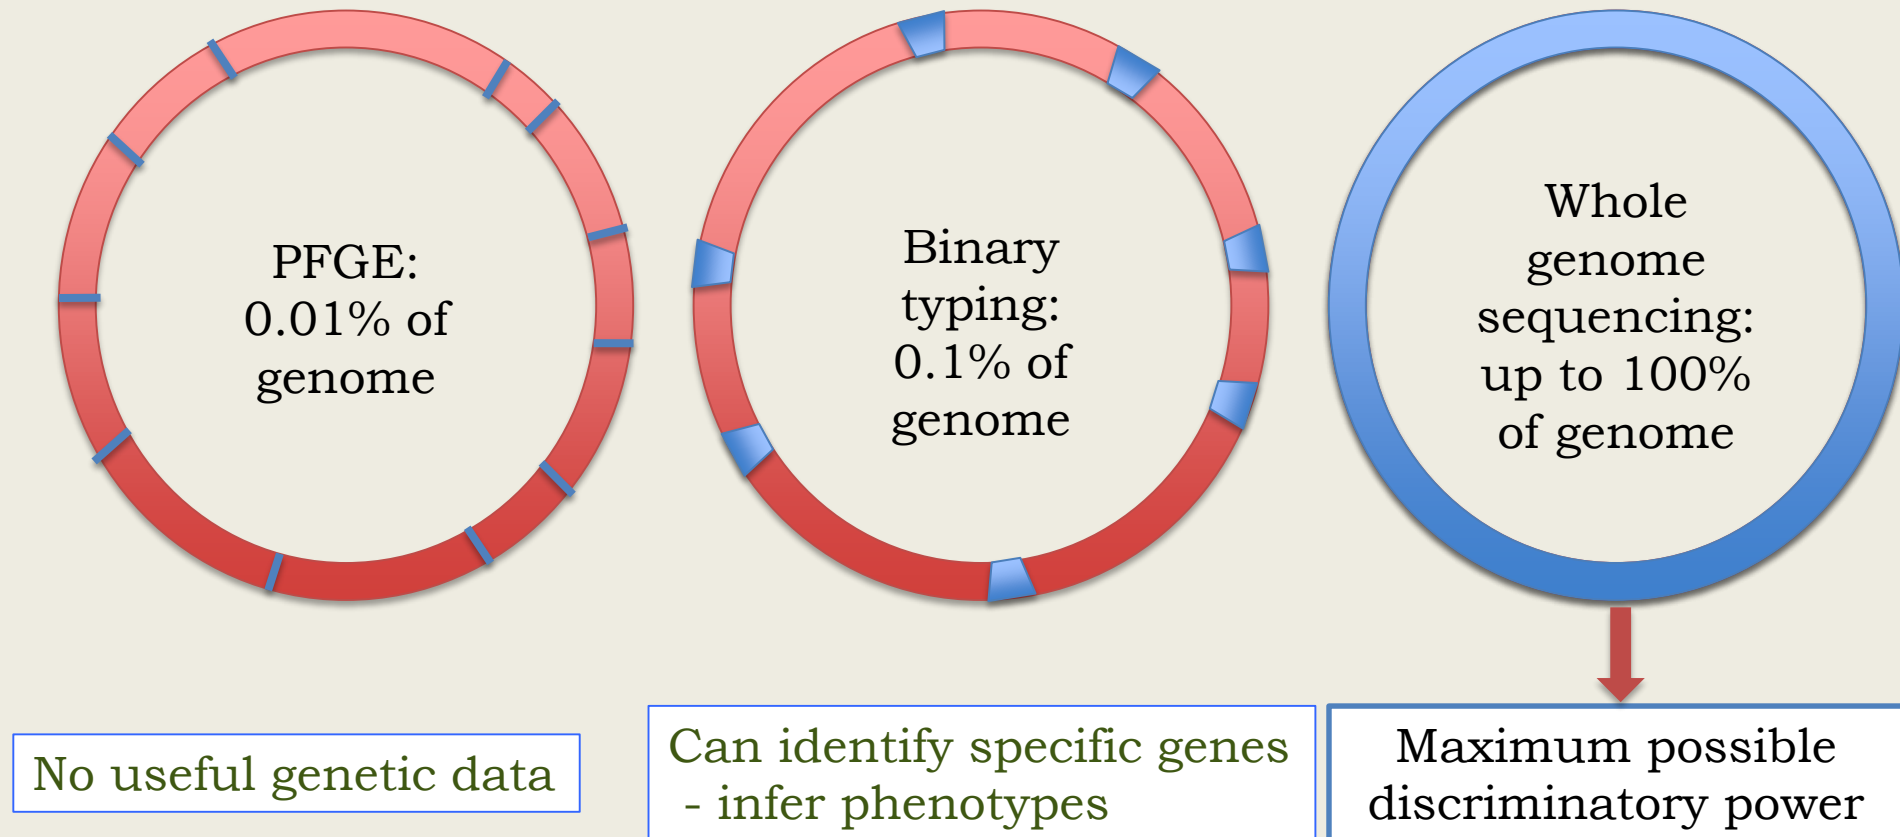 PFGE:
0.01% of
genome
Binary
typing:
0.1% of
genome
Whole
genome
sequencing:
up to 100%
of genome
No useful genetic data
Can identify specific genes
- infer phenotypes
Maximum possible
discriminatory power